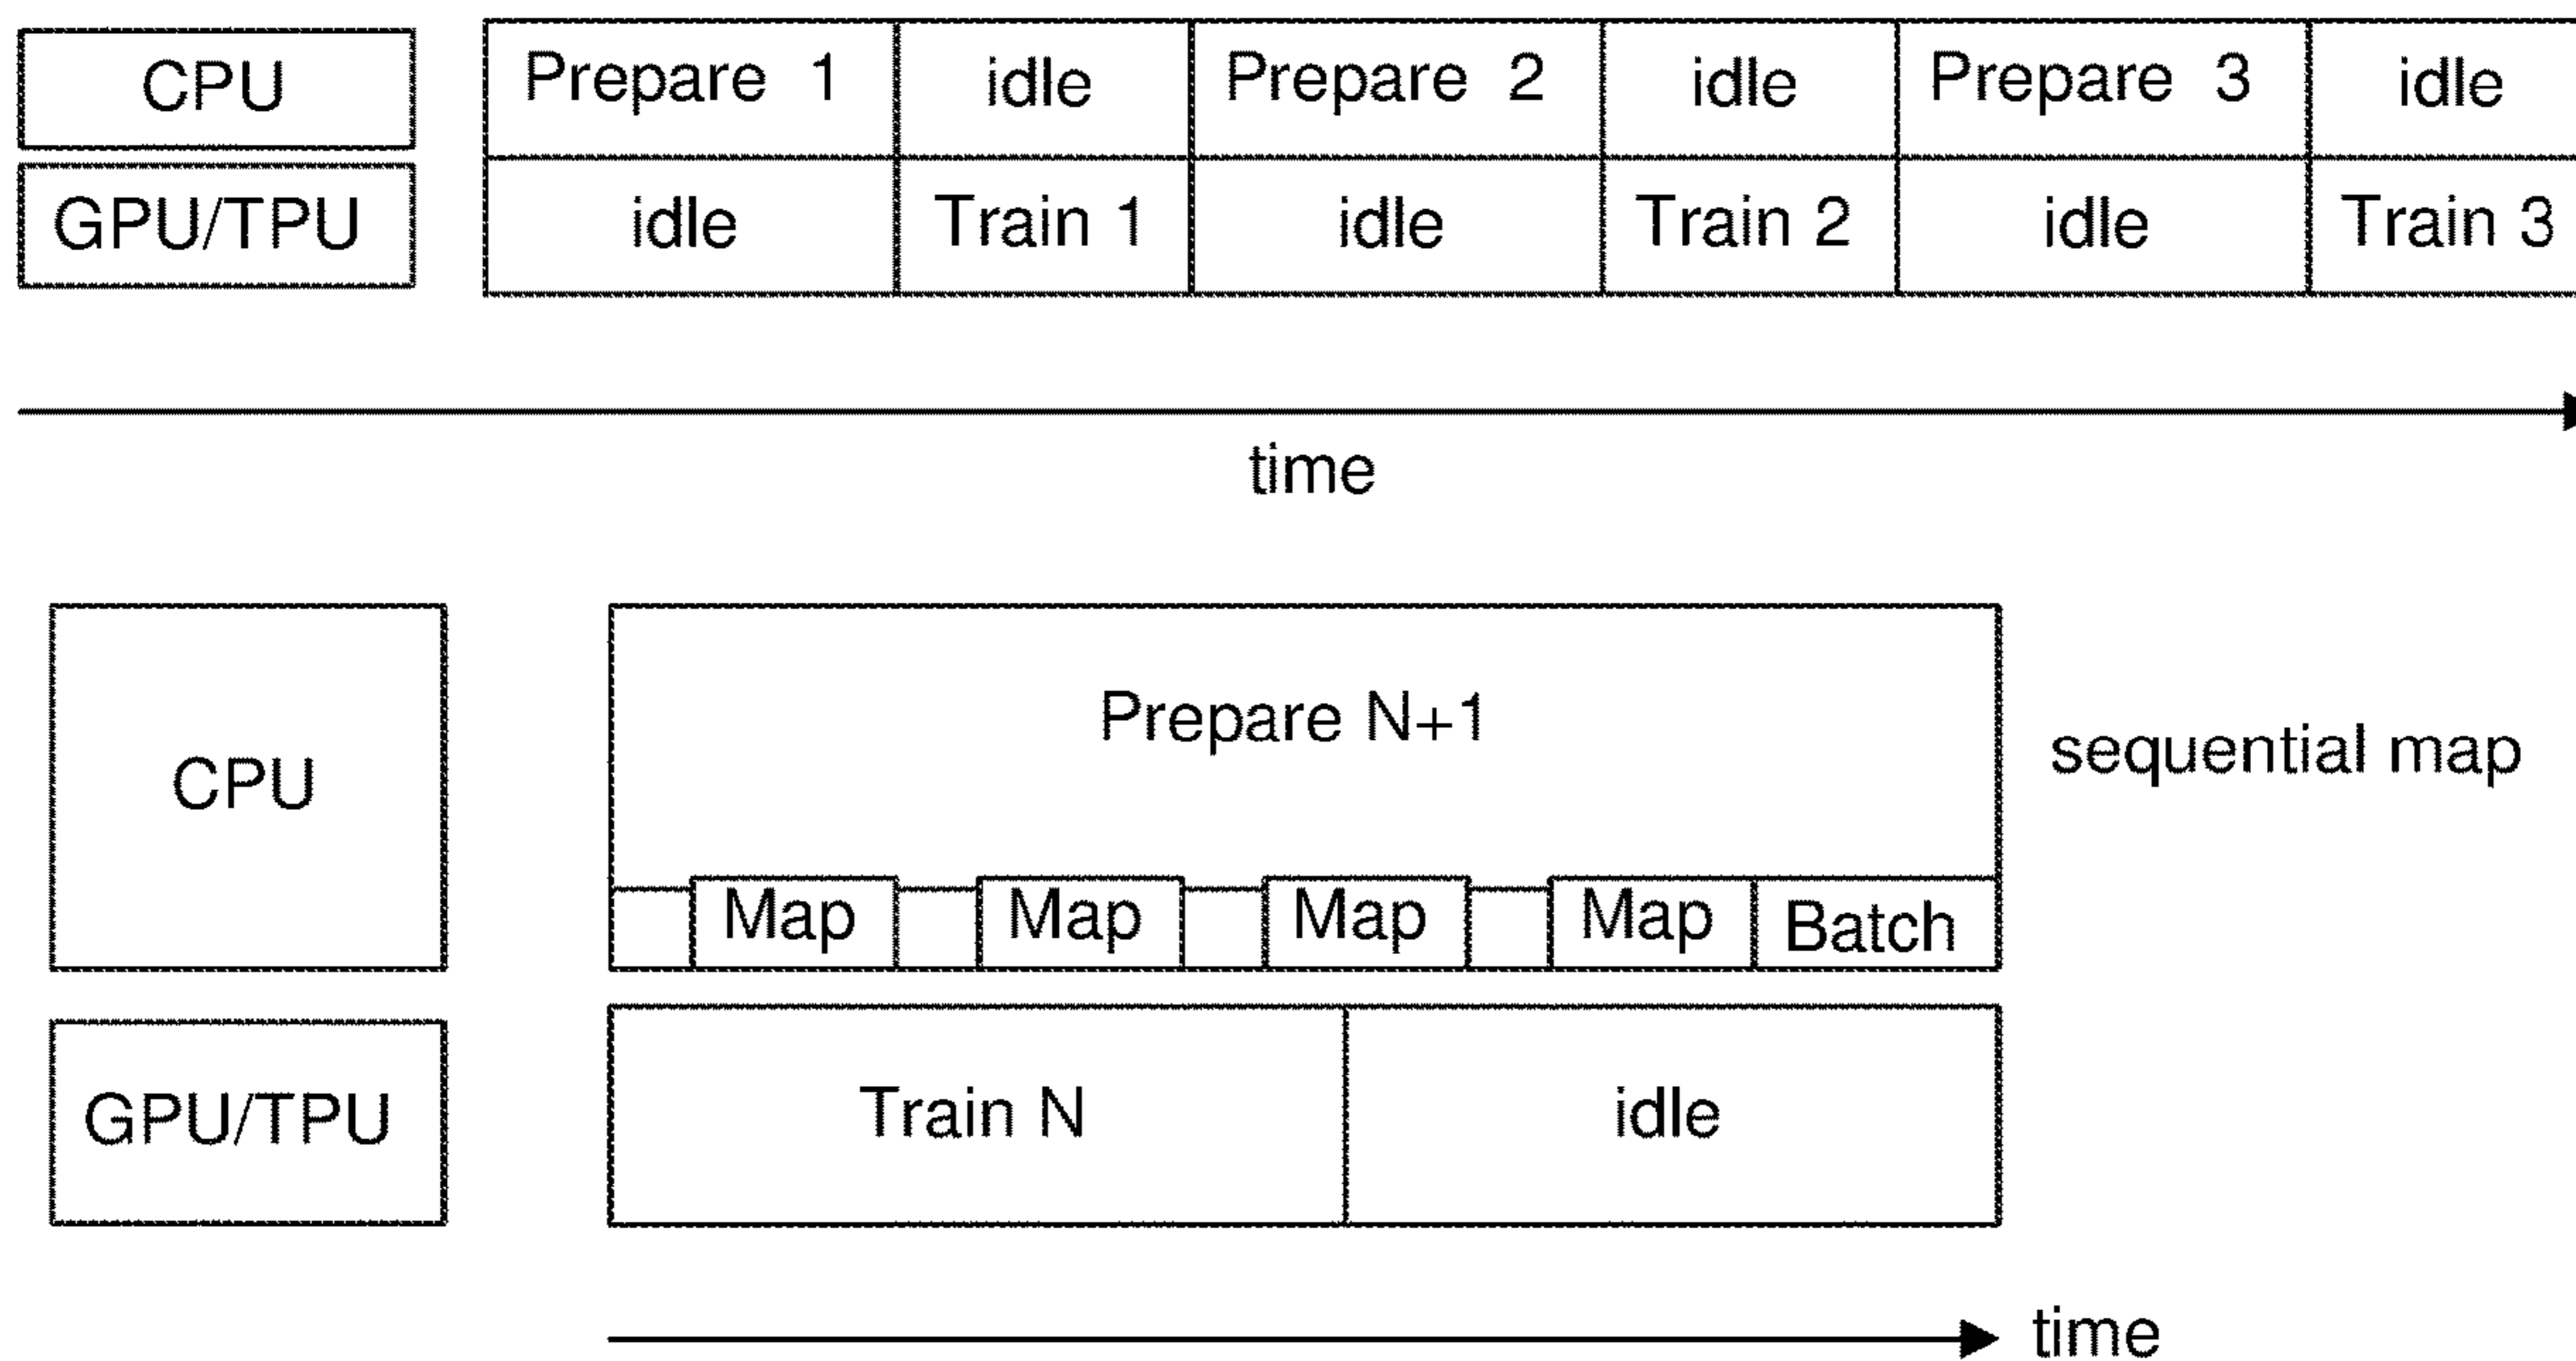 CPU Prepare 1 idle Prepare 2 idle Prepare 3 idle
GPU/TPU idle Train 1 idle Train 2 idle Train 3
time
CPU
Prepare N+1
sequential map
Map Map Map Map Batch
GPU/TPU Train N idle
time